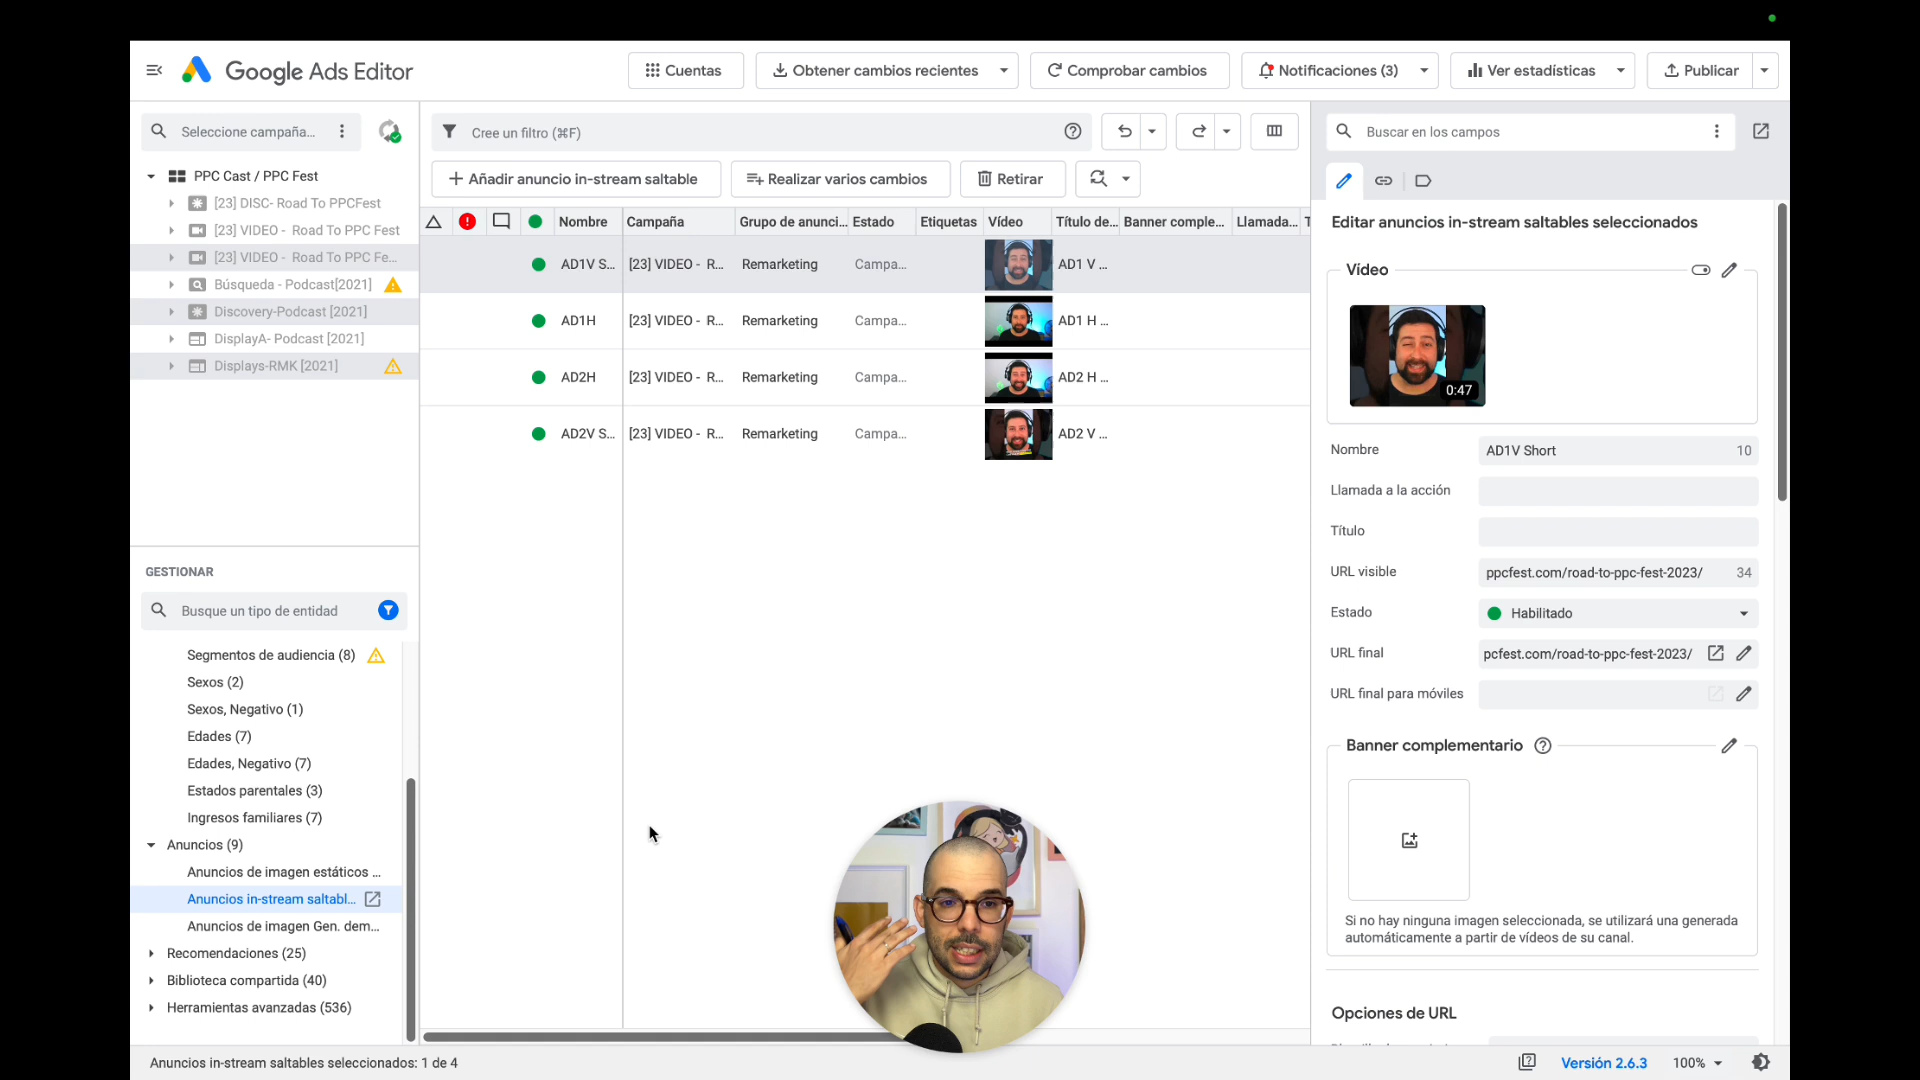 Google Ads Editor
Cuentas
Obtener cambios recientes
Comprobar cambios
Notificaciones (3)
Ver estadísticas
Publicar
Seleccione campaña...
Cree un filtro (⌘F)
Buscar en los campos
PPC Cast / PPC Fest
[23] DISC- Road To PPCFest
[23] VIDEO - Road To PPC Fest
[23] VIDEO - Road To PPC Fe...
Búsqueda - Podcast[2021]
Discovery-Podcast [2021]
DisplayA- Podcast [2021]
Displays-RMK [2021]
Añadir anuncio in-stream saltable
Realizar varios cambios
Retirar
Nombre Campaña Grupo de anunci... Estado Etiquetas Vídeo Título de... Banner comple... Llamada... T
AD1V S... [23] VIDEO - R... Remarketing Campa... AD1 V ...
AD1H [23] VIDEO - R... Remarketing Campa... AD1 H ...
AD2H [23] VIDEO - R... Remarketing Campa... AD2 H ...
AD2V S... [23] VIDEO - R... Remarketing Campa... AD2 V ...
GESTIONAR
Busque un tipo de entidad
Segmentos de audiencia (8)
Sexos (2)
Sexos, Negativo (1)
Edades (7)
Edades, Negativo (7)
Estados parentales (3)
Ingresos familiares (7)
Anuncios (9)
Anuncios de imagen estáticos ...
Anuncios in-stream saltabl...
Anuncios de imagen Gen. dem...
Recomendaciones (25)
Biblioteca compartida (40)
Herramientas avanzadas (536)
Editar anuncios in-stream saltables seleccionados
Vídeo
0:47
Nombre AD1V Short 10
Llamada a la acción
Título
URL visible ppcfest.com/road-to-ppc-fest-2023/ 34
Estado Habilitado
URL final pcfest.com/road-to-ppc-fest-2023/
URL final para móviles
Banner complementario
Si no hay ninguna imagen seleccionada, se utilizará una generada
automáticamente a partir de vídeos de su canal.
Opciones de URL
Anuncios in-stream saltables seleccionados: 1 de 4
Versión 2.6.3
100%